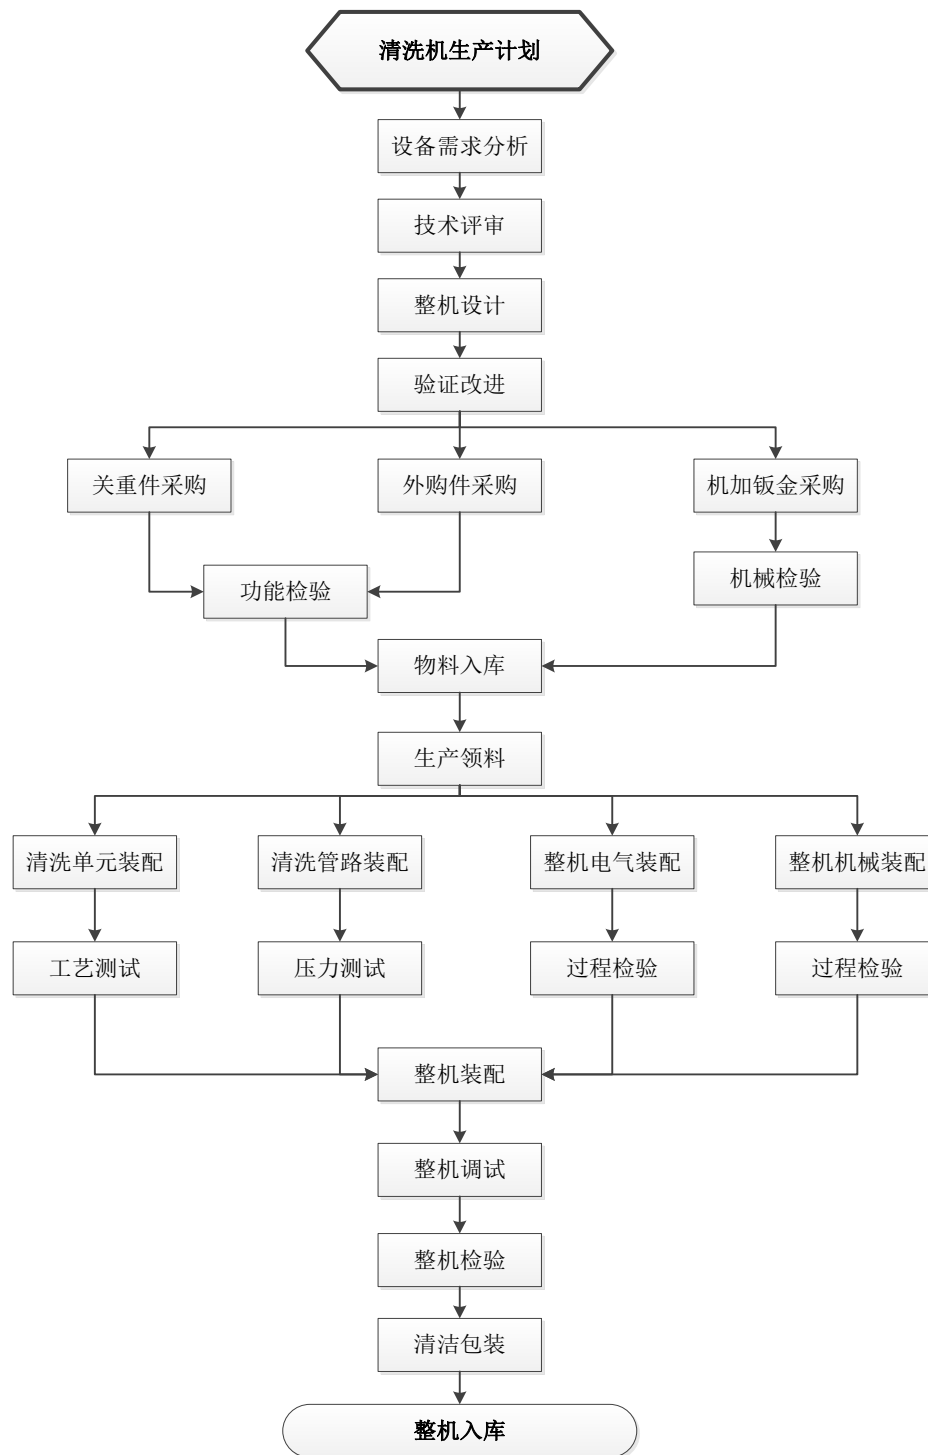 清洗机生产计划
设备需求分析
技术评审
整机设计
验证改进
关重件采购
外购件采购
机加钣金采购
功能检验
机械检验
物料入库
生产领料
清洗单元装配
清洗管路装配
整机电气装配
整机机械装配
工艺测试
压力测试
过程检验
过程检验
整机装配
整机调试
整机检验
清洁包装
整机入库